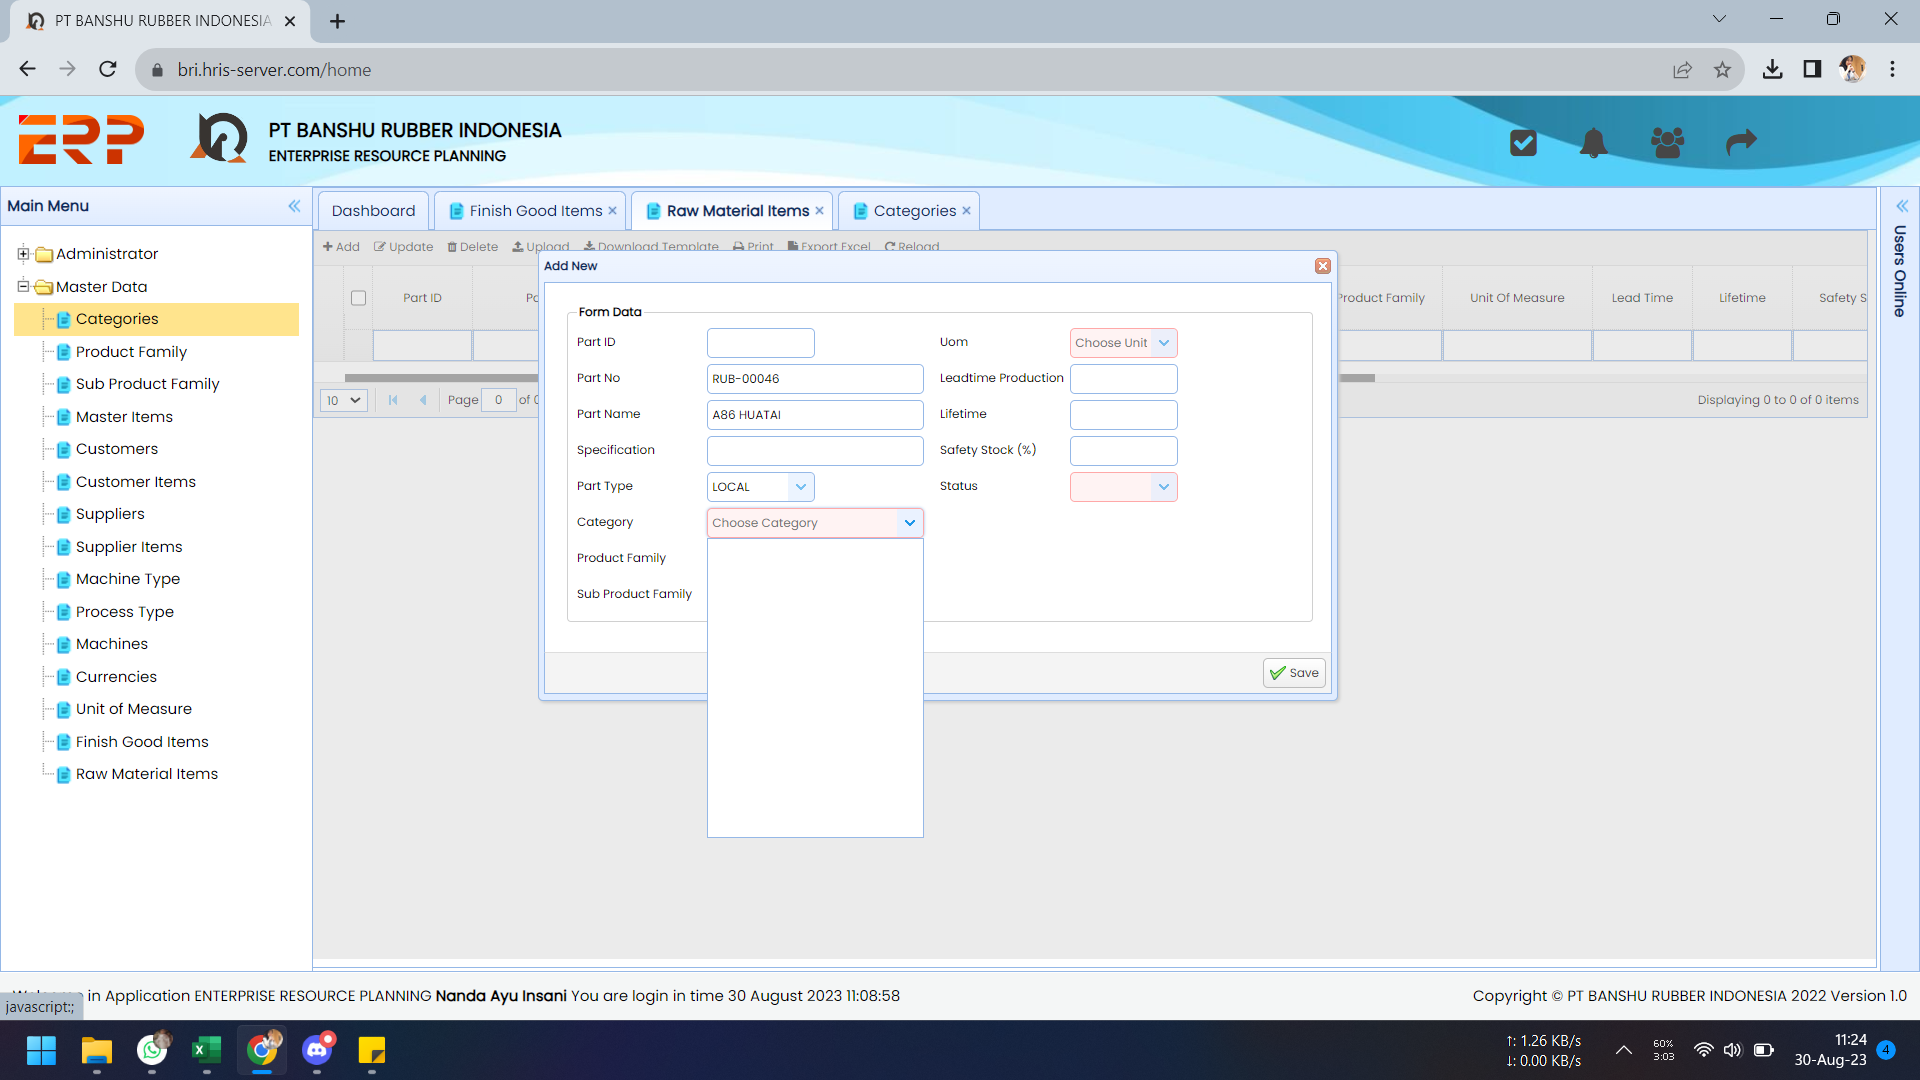 PT BANSHU RUBBER INDONESIA
bri.hris-server.com/home
ERP
PT BANSHU RUBBER INDONESIA
ENTERPRISE RESOURCE PLANNING
Main Menu
Administrator
Master Data
Categories
Product Family
Sub Product Family
Master Items
Customers
Customer Items
Suppliers
Supplier Items
Machine Type
Process Type
Machines
Currencies
Unit of Measure
Finish Good Items
Raw Material Items
Dashboard Finish Good Items Raw Material Items Categories
Add Update Delete Upload Download Template Print Export Excel Reload
Part ID Product Family Unit Of Measure Lead Time Lifetime Safety S
10 Page 0 of 0 Displaying 0 to 0 of 0 items
Add New
Form Data
Part ID Uom Choose Unit
Part No RUB-00046 Leadtime Production
Part Name A86 HUATAI Lifetime
Specification Safety Stock (%)
Part Type LOCAL Status
Category Choose Category
Product Family
Sub Product Family
Save
Users Online
in Application ENTERPRISE RESOURCE PLANNING Nanda Ayu Insani You are login in time 30 August 2023 11:08:58
Copyright © PT BANSHU RUBBER INDONESIA 2022 Version 1.0
javascript:;
↑: 1.26 KB/s
↓: 0.00 KB/s
60%
3:03
11:24
30-Aug-23
4